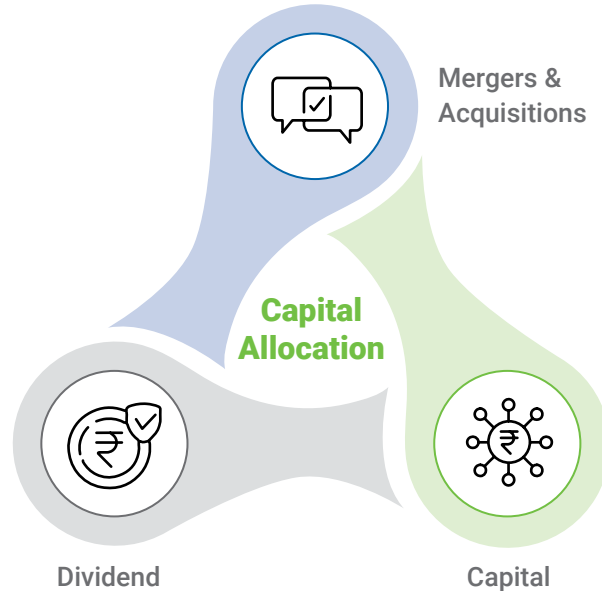 Mergers &
Acquisitions
Capital
Allocation
₹
₹
Dividend
Capital